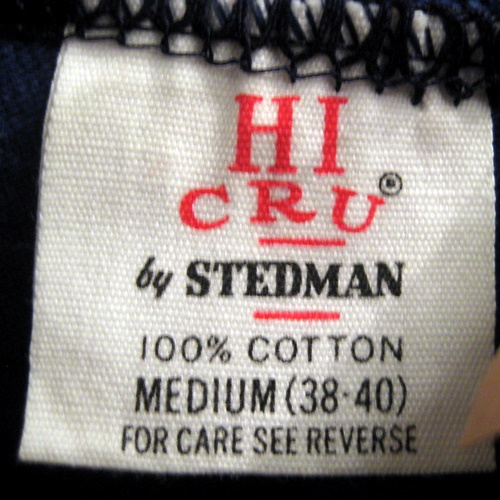 HI
CRU®
by STEDMAN
100% COTTON
MEDIUM (38-40)
FOR CARE SEE REVERSE